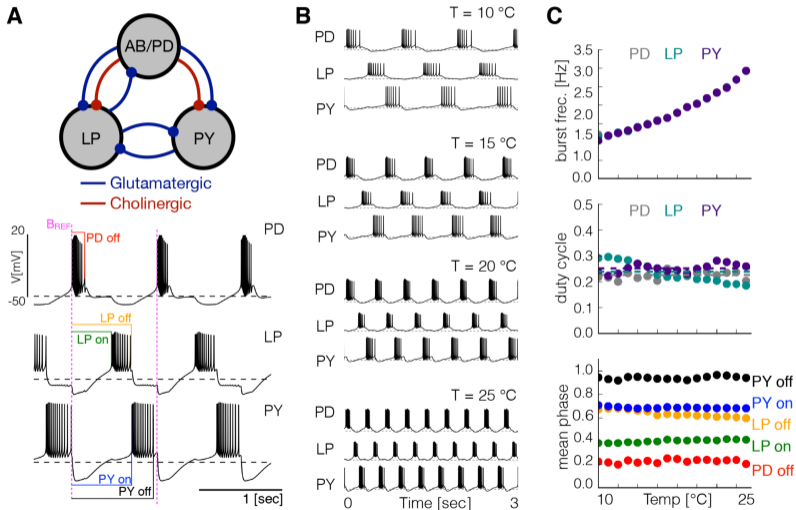 A
AB/PD
LP
PY
Glutamatergic
Cholinergic
BREF
PD
20
V[mV]
-50
PD off
LP
LP off
LP on
PY
PY on
PY off
1 [sec]
B
T = 10 °C
PD
LP
PY
T = 15 °C
PD
LP
PY
T = 20 °C
PD
LP
PY
T = 25 °C
PD
LP
PY
0 Time [sec] 3
C
PD LP PY
burst frec. [Hz]
3.5
3.0
2.5
2.0
1.5
1.0
0.5
PD LP PY
duty cycle
0.5
0.4
0.3
0.2
0.1
0.0
mean phase
1.0
0.8
0.6
0.4
0.2
0.0
PY off
PY on
LP off
LP on
PD off
10 Temp [°C] 25